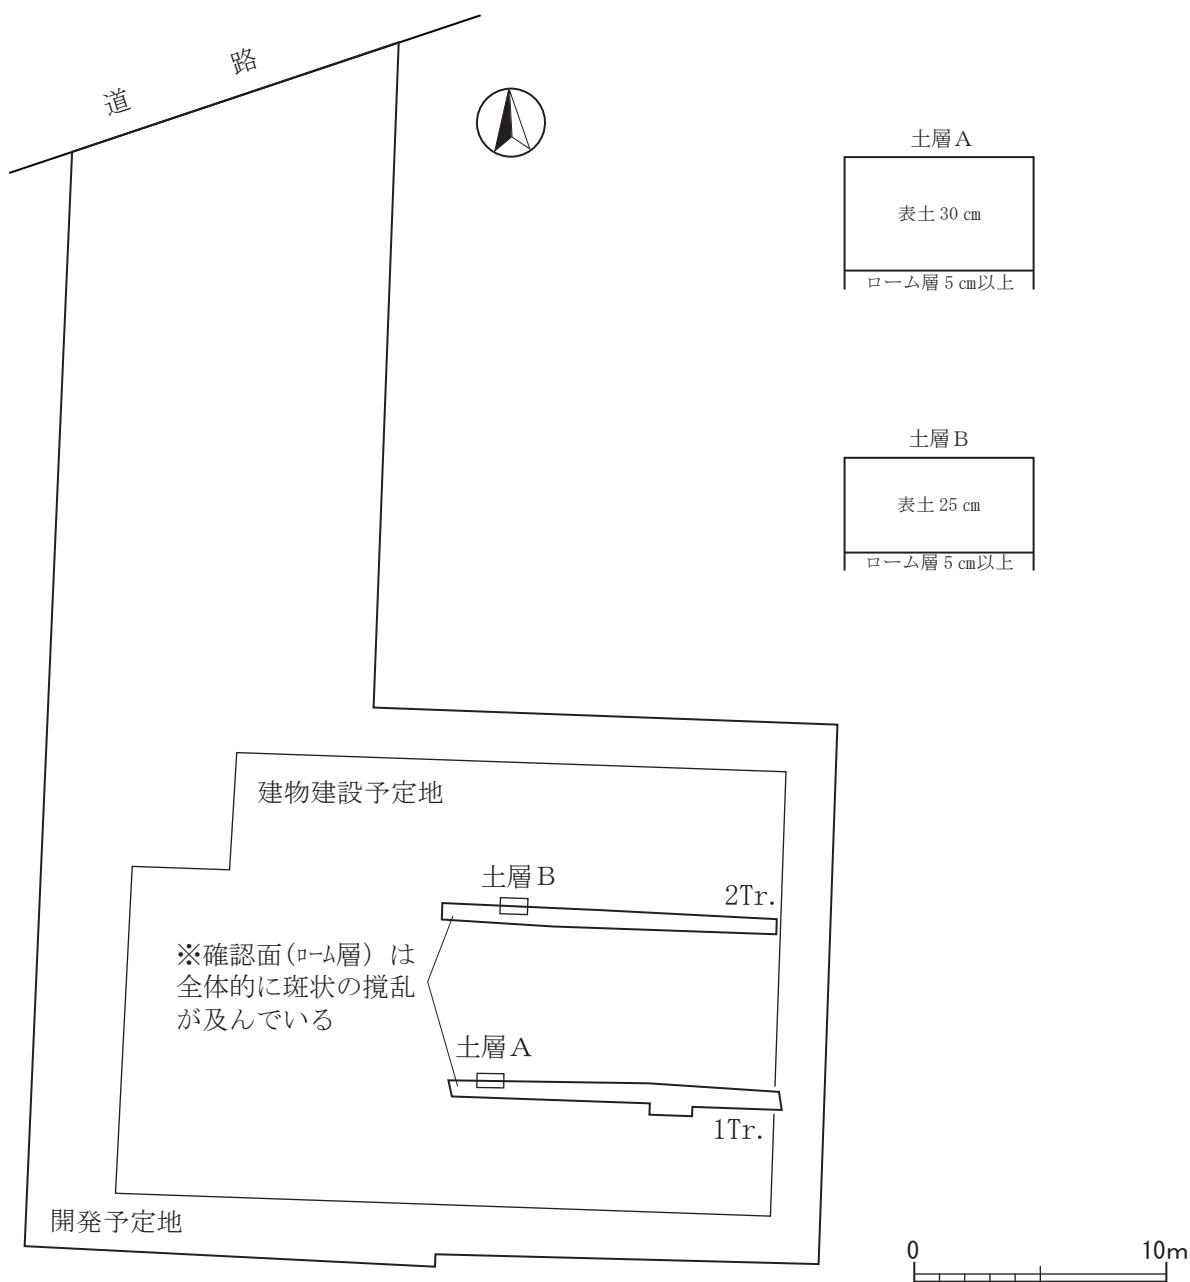 道路
土層A
表土 30 ㎝
ローム層 5 ㎝以上
土層B
表土 25 ㎝
ローム層 5 ㎝以上
建物建設予定地
土層B
2Tr.
※確認面(ローム層)は
全体的に斑状の撹乱
が及んでいる
土層A
1Tr.
開発予定地
0 10m